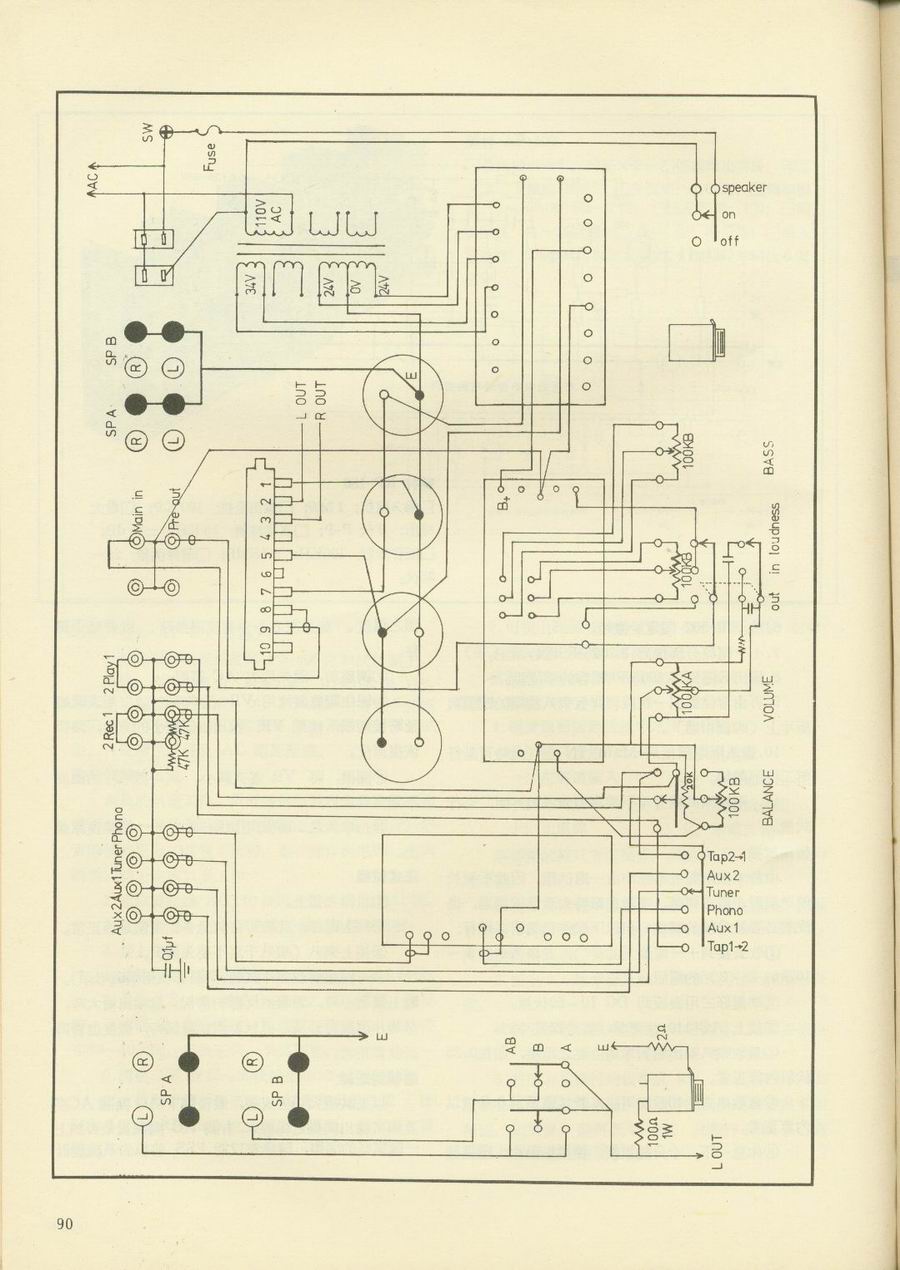 AC
SW
Fuse
110V
AC
34V
24V
0V
24V
speaker
on
off
SP B
R
L
SP A
R
L
E
L OUT
R OUT
Main in
Pre out
1
2
3
4
5
6
7
8
9
10
B+
100KB
BASS
100KB
out in loudness
100KA
VOLUME
20K
100KB
BALANCE
2 Play 1
2 Rec 1
47K
47K
Aux2 Aux1 Tuner Phono
0.1μf
Tap2→1
Aux2
Tuner
Phono
Aux1
Tap1→2
R
L
SP A
R
L
SP B
E
AB
B
A
E
2Ω
100Ω
1W
L OUT
90